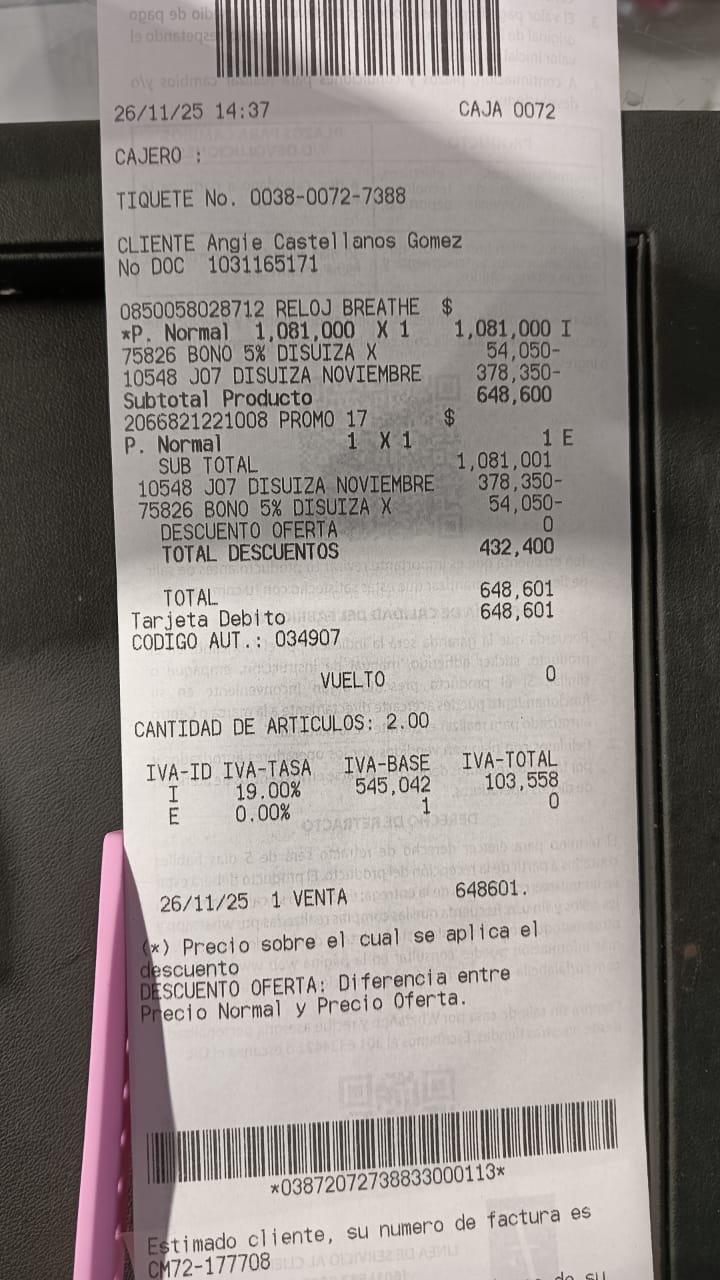 26/11/25 14:37 CAJA 0072
CAJERO :
TIQUETE No. 0038-0072-7388
CLIENTE Angie Castellanos Gomez
No DOC 1031165171
0850058028712 RELOJ BREATHE $
*P. Normal 1,081,000 X 1 1,081,000 I
75826 BONO 5% DISUIZA X 54,050-
10548 J07 DISUIZA NOVIEMBRE 378,350-
Subtotal Producto 648,600
2066821221008 PROMO 17 $
P. Normal 1 X 1 1 E
SUB TOTAL 1,081,001
10548 J07 DISUIZA NOVIEMBRE 378,350-
75826 BONO 5% DISUIZA X 54,050-
DESCUENTO OFERTA 0
TOTAL DESCUENTOS 432,400
TOTAL 648,601
Tarjeta Debito 648,601
CODIGO AUT.: 034907
VUELTO 0
CANTIDAD DE ARTICULOS: 2.00
IVA-ID IVA-TASA IVA-BASE IVA-TOTAL
I 19.00% 545,042 103,558
E 0.00% 1 0
26/11/25 1 VENTA 648601.
(*) Precio sobre el cual se aplica el
descuento
DESCUENTO OFERTA: Diferencia entre
Precio Normal y Precio Oferta.
*03872072738833000113*
Estimado cliente, su numero de factura es
CM72-177708
de su